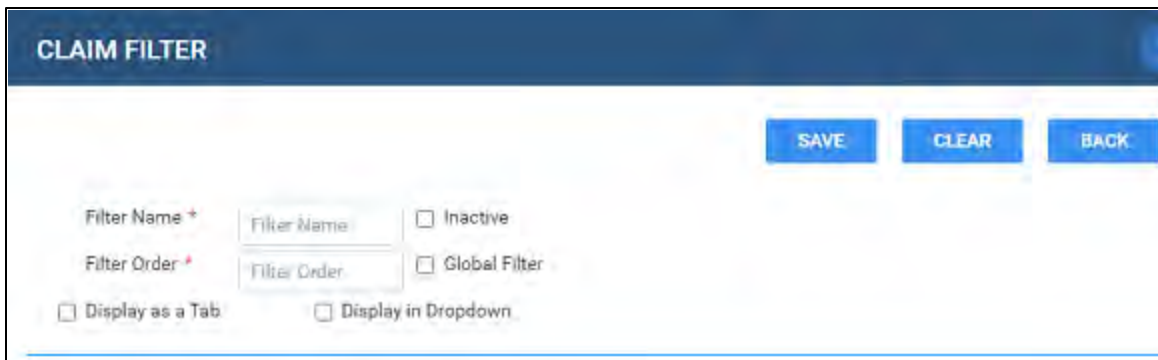 CLAIM FILTER
SAVE CLEAR BACK
Filter Name * Filter Name Inactive
Filter Order * Filter Order Global Filter
Display as a Tab Display in Dropdown